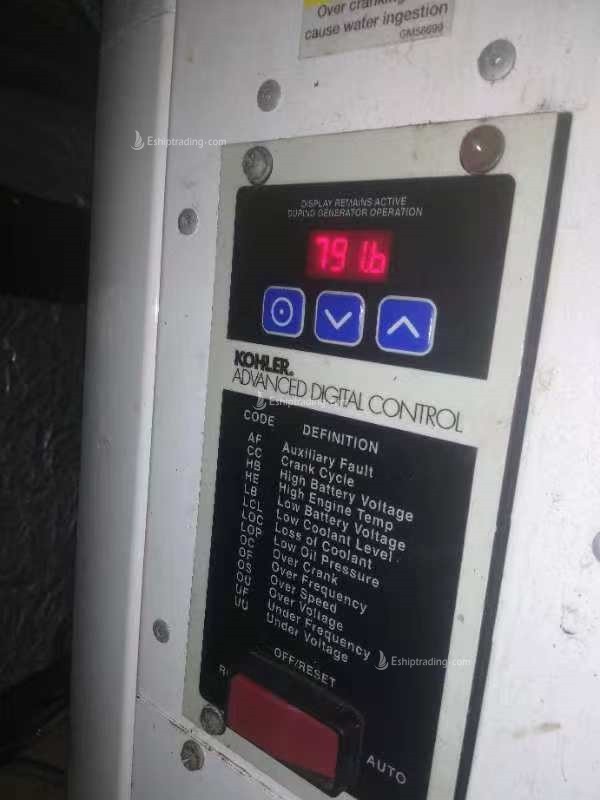 Over cranking
cause water ingestion
GM58699
Eshiptrading.com
DISPLAY REMAINS ACTIVE
DURING GENERATOR OPERATION
791.6
KOHLER®
ADVANCED DIGITAL CONTROL
Eshiptrading.com
CODE DEFINITION
AF Auxiliary Fault
CC Crank Cycle
HB High Battery Voltage
HE High Engine Temp
LB Low Battery Voltage
LCL Low Coolant Level
LOC Loss of Coolant
LOP Low Oil Pressure
OC Over Crank
OF Over Frequency
OS Over Speed
OU Over Voltage
UF Under Frequency
UU Under Voltage
Eshiptrading.com
OFF/RESET
AUTO